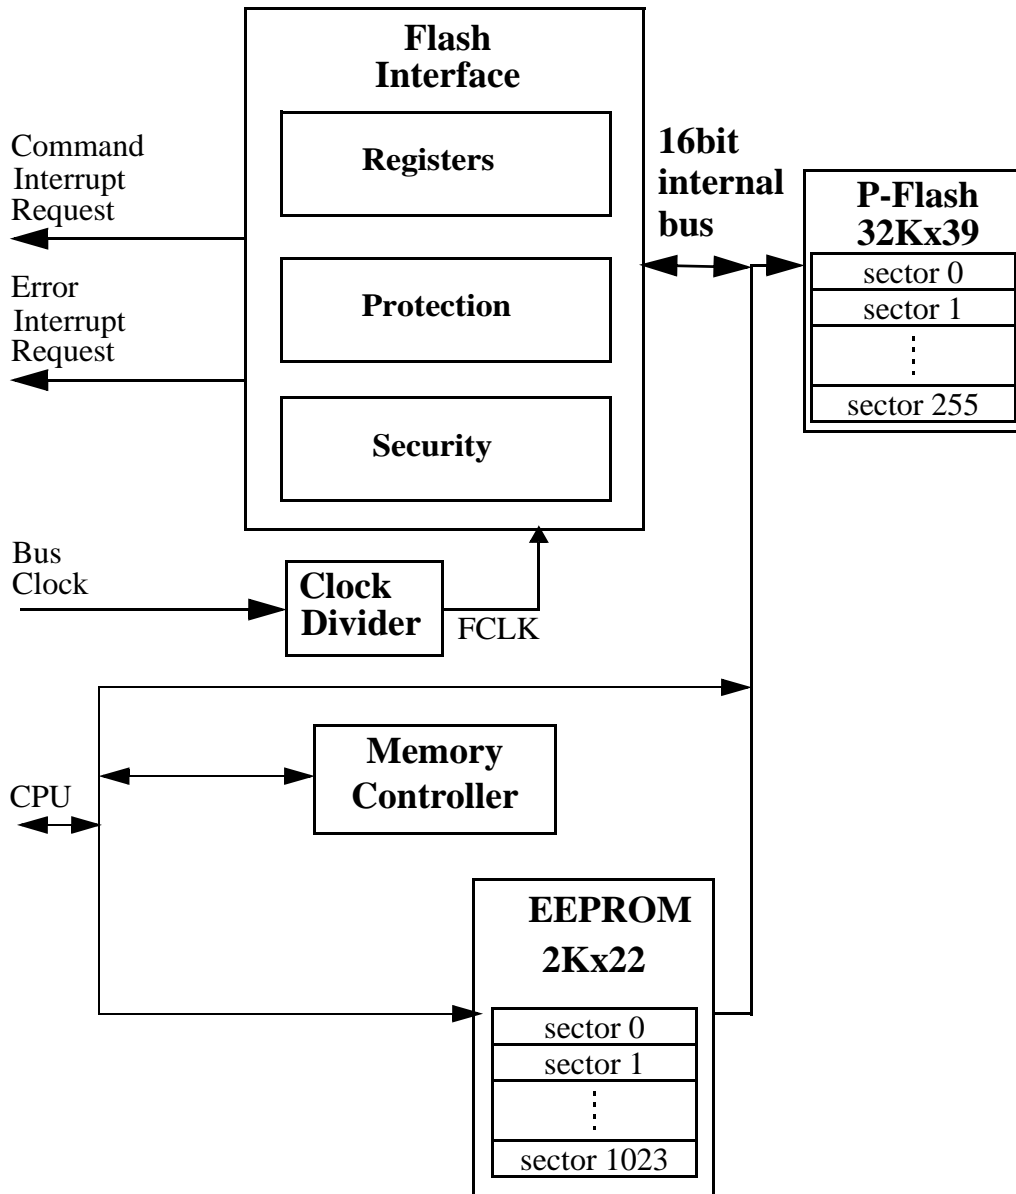 Flash
Interface
Registers
Protection
Security
Command
Interrupt
Request
Error
Interrupt
Request
16bit
internal
bus
P-Flash
32Kx39
sector 0
sector 1
sector 255
Bus
Clock
Clock
Divider
FCLK
Memory
Controller
CPU
EEPROM
2Kx22
sector 0
sector 1
sector 1023